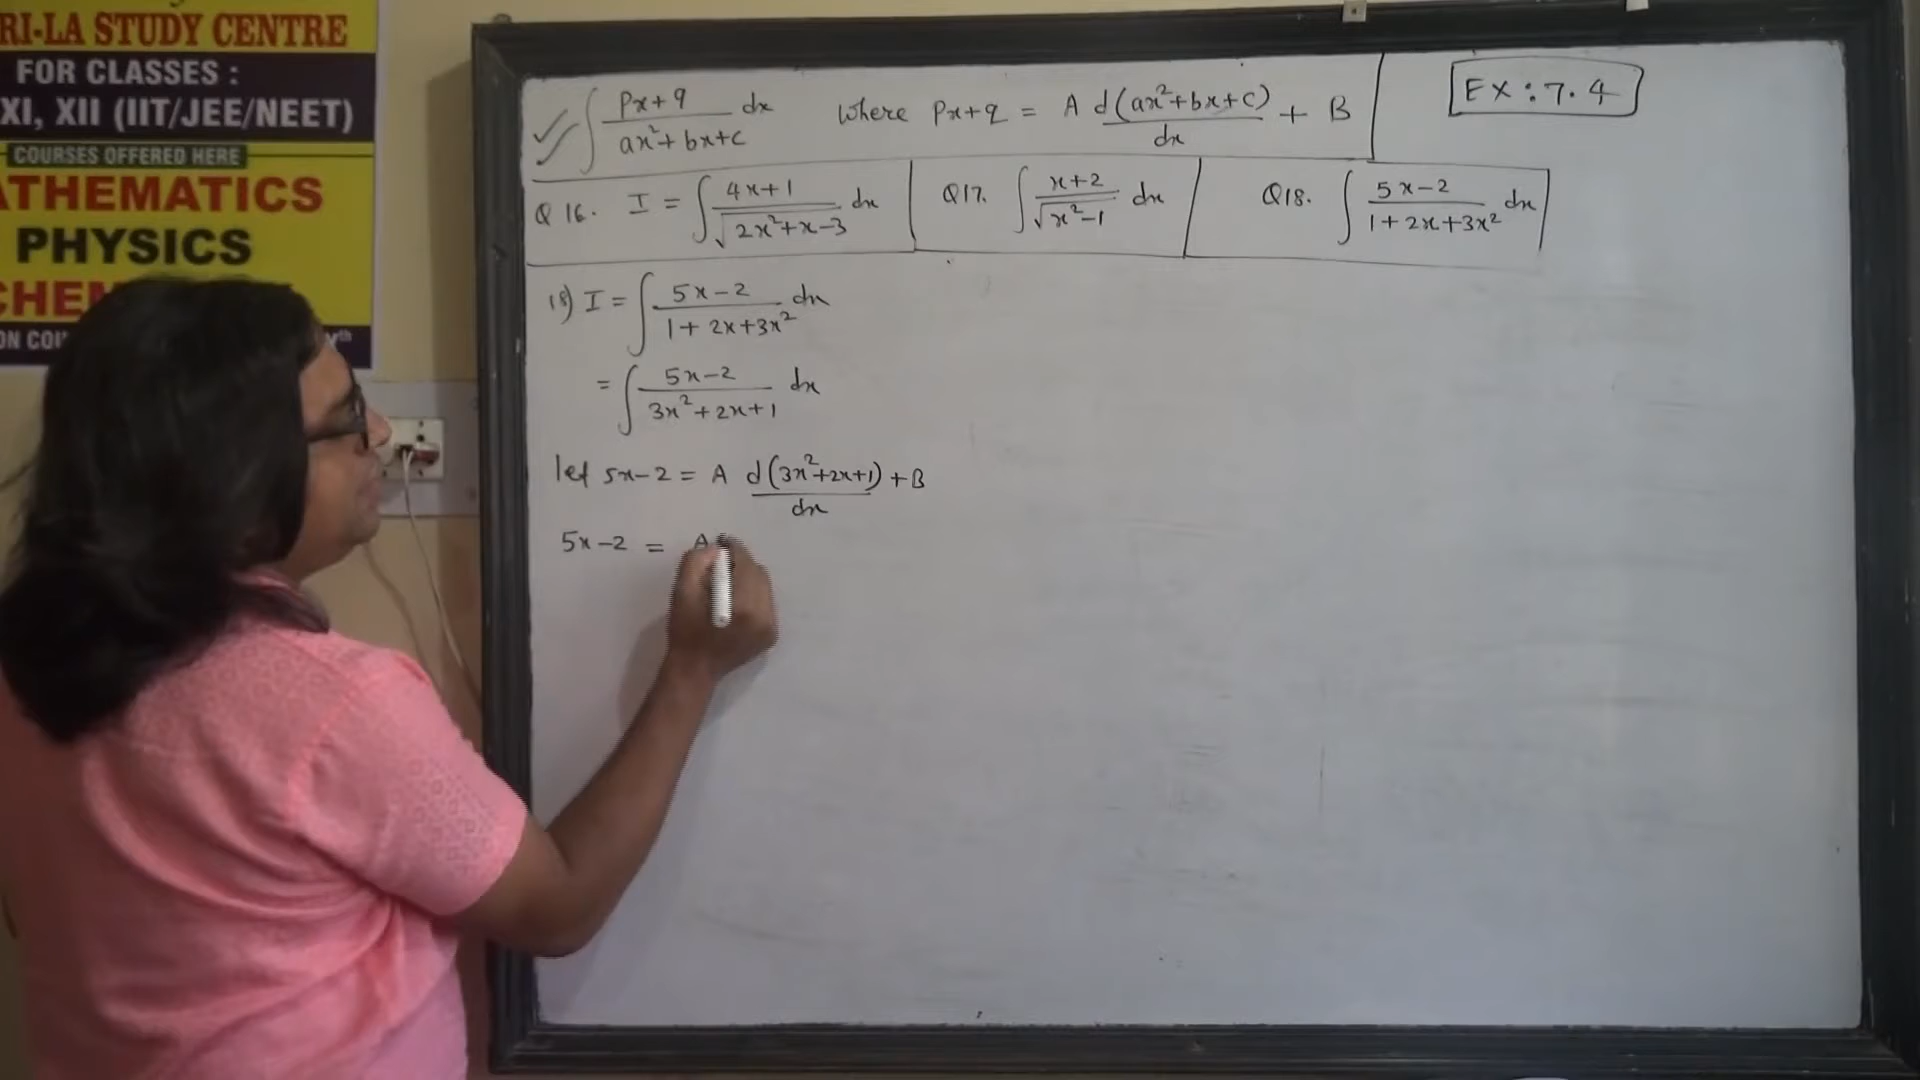 RI-LA STUDY CENTRE
FOR CLASSES :
XI, XII (IIT/JEE/NEET)
COURSES OFFERED HERE
ATHEMATICS
PHYSICS
CHEM
ON COU
th
∫ (Px+q)/(ax²+bx+c) dx Where Px+q = A d(ax²+bx+c)/dx + B
EX : 7.4
Q 16. I = ∫ (4x+1)/√(2x²+x-3) dx
Q17. ∫ (x+2)/√(x²-1) dx
Q18. ∫ (5x-2)/(1+2x+3x²) dx
18) I = ∫ (5x-2)/(1+2x+3x²) dx
= ∫ (5x-2)/(3x²+2x+1) dx
let 5x-2 = A d(3x²+2x+1)/dx + B
5x-2 = A